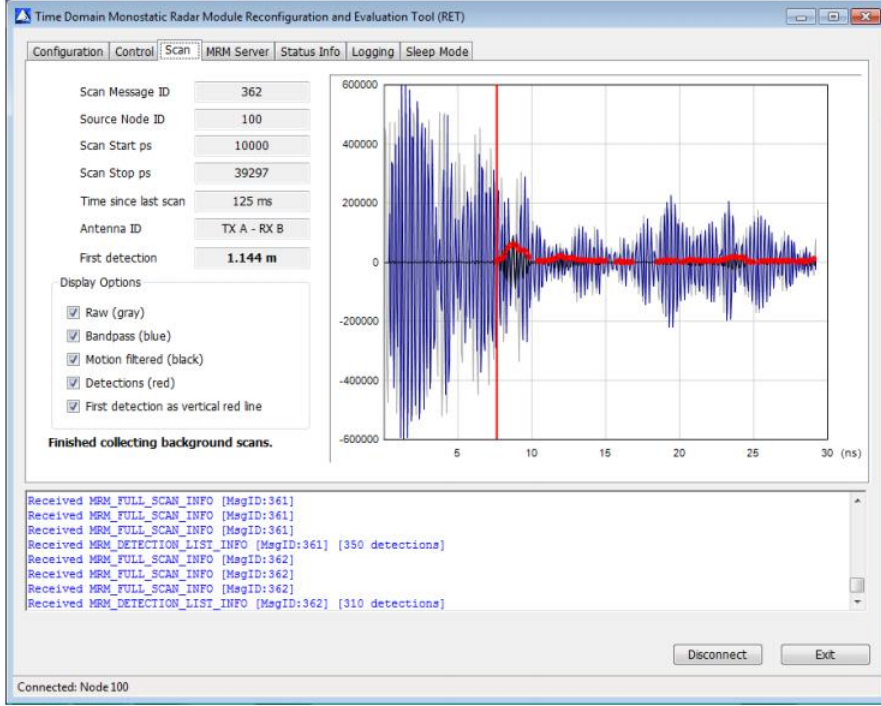 Time Domain Monostatic Radar Module Reconfiguration and Evaluation Tool (RET)
Configuration Control Scan MRM Server Status Info Logging Sleep Mode
Scan Message ID 362
Source Node ID 100
Scan Start ps 10000
Scan Stop ps 39297
Time since last scan 125 ms
Antenna ID TX A - RX B
First detection 1.144 m
Display Options
Raw (gray)
Bandpass (blue)
Motion filtered (black)
Detections (red)
First detection as vertical red line
Finished collecting background scans.
600000
400000
200000
0
-200000
-400000
-600000
5 10 15 20 25 30 (ns)
Received MRM_FULL_SCAN_INFO [MsgID:361]
Received MRM_FULL_SCAN_INFO [MsgID:361]
Received MRM_FULL_SCAN_INFO [MsgID:361]
Received MRM_DETECTION_LIST_INFO [MsgID:361] [350 detections]
Received MRM_FULL_SCAN_INFO [MsgID:362]
Received MRM_FULL_SCAN_INFO [MsgID:362]
Received MRM_FULL_SCAN_INFO [MsgID:362]
Received MRM_DETECTION_LIST_INFO [MsgID:362] [310 detections]
Disconnect Exit
Connected: Node 100